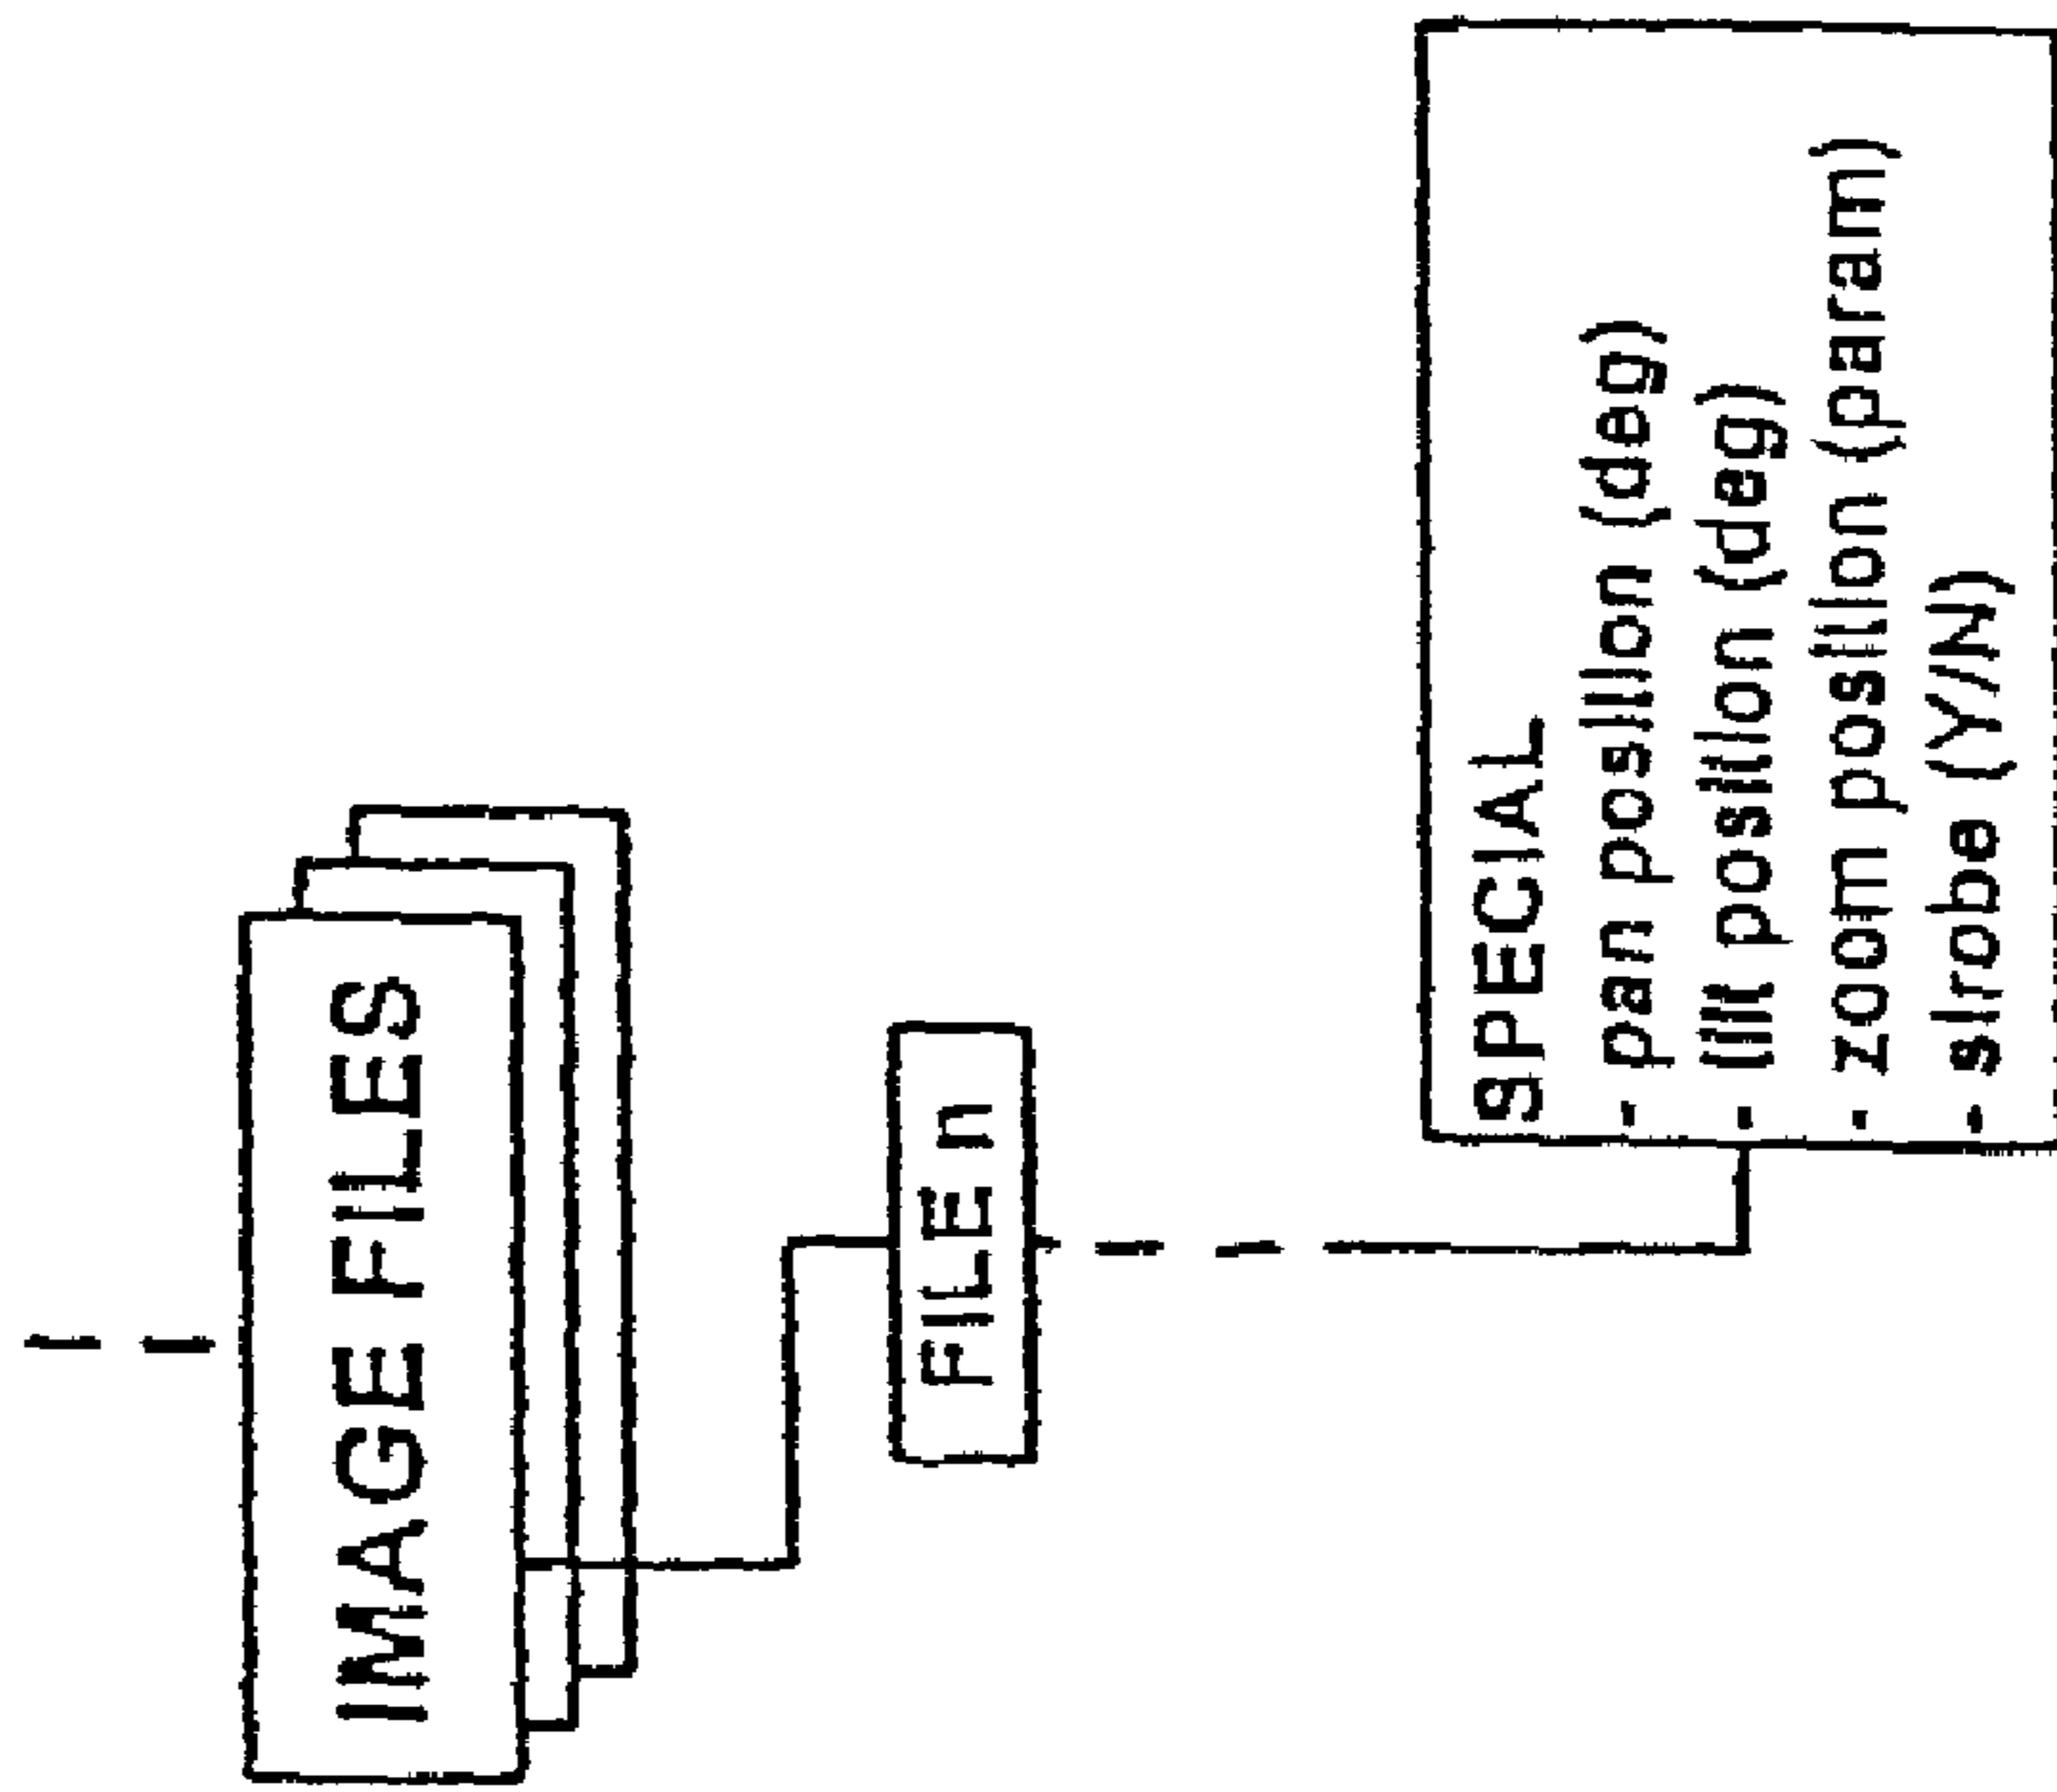 IMAGE FILES
FILE n
SPECIAL
- pan position (deg)
- tilt position (deg)
- zoom position (param)
- strobe (Y/N)